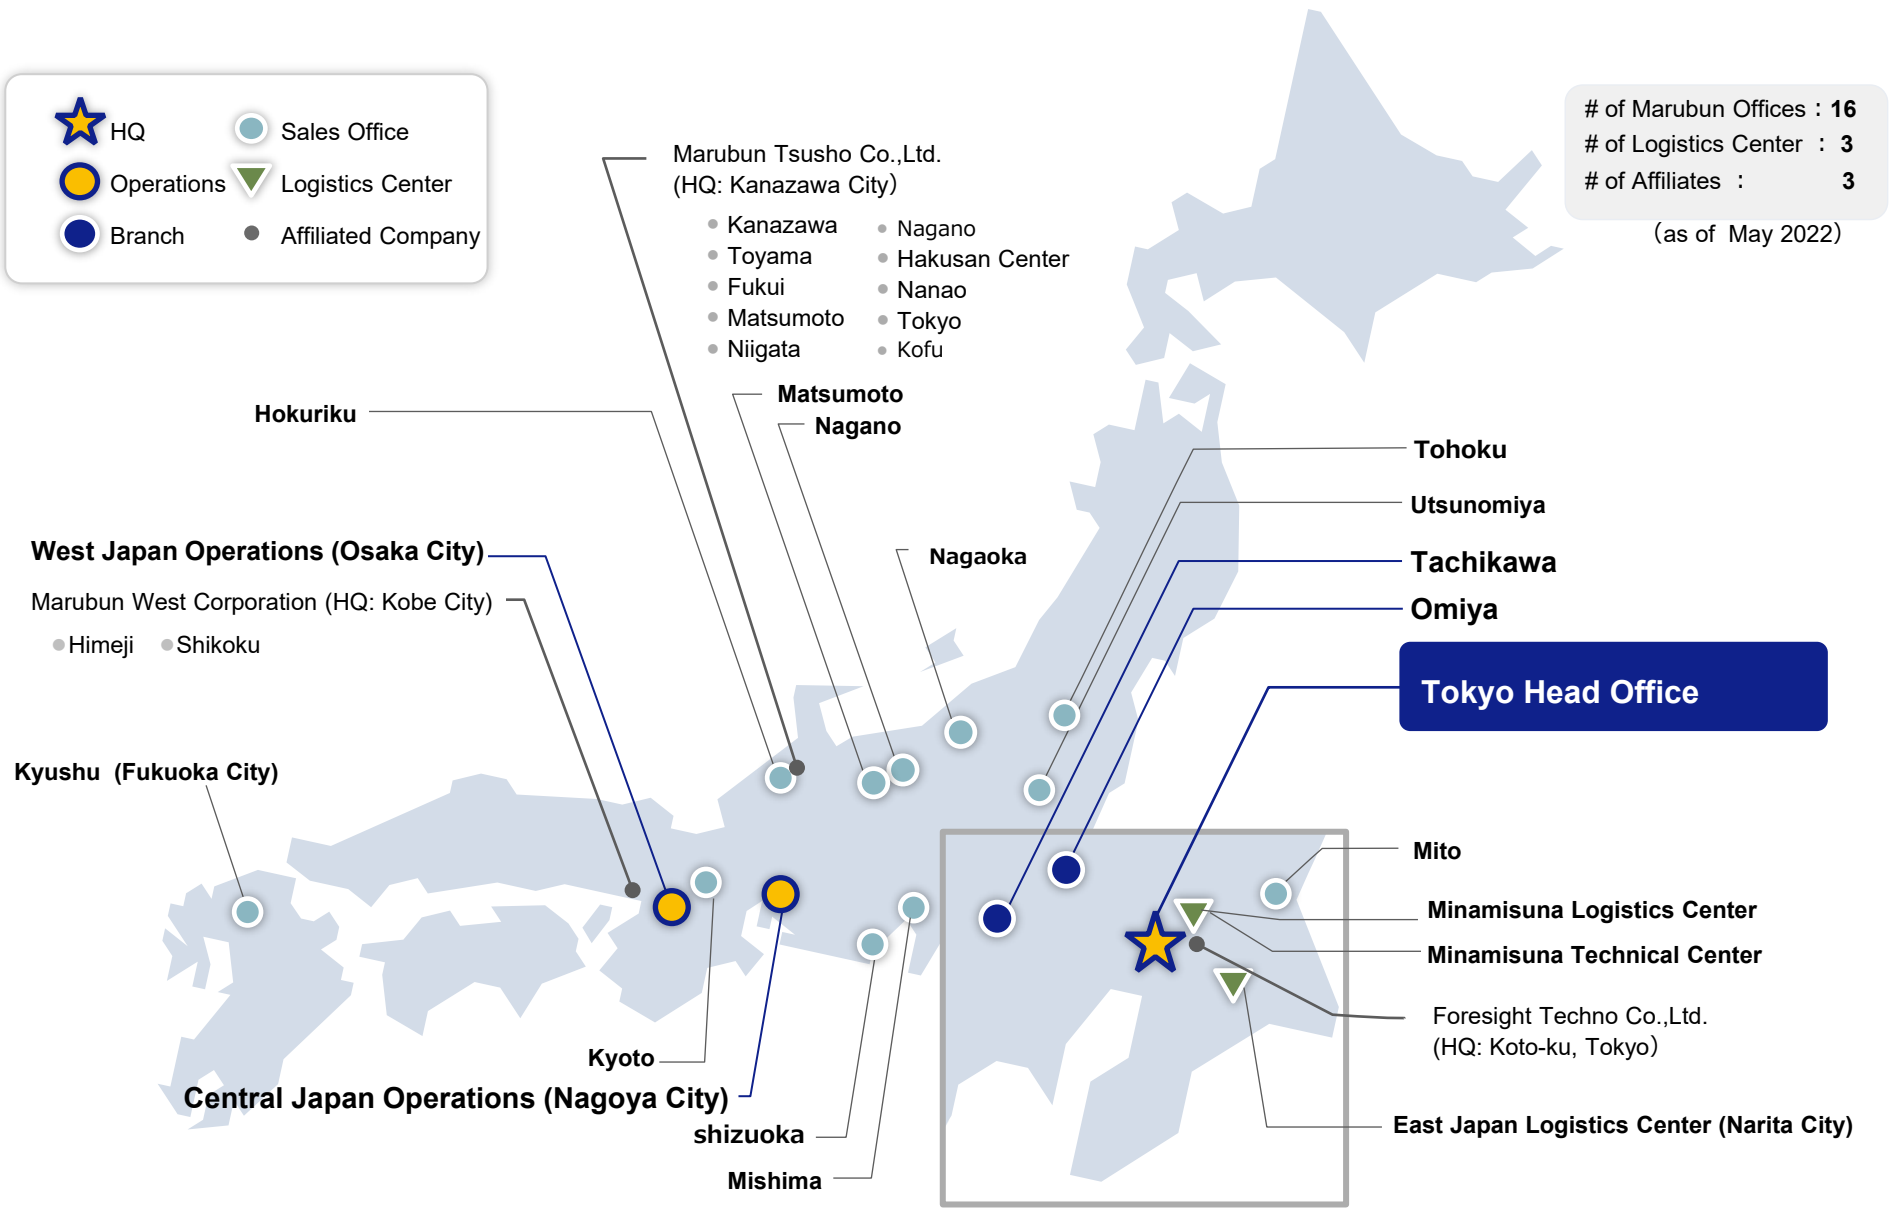 HQ
Sales Office
Operations
Logistics Center
Branch
Affiliated Company
# of Marubun Offices：16
# of Logistics Center ：3
# of Affiliates ： 3
（as of May 2022）
Marubun Tsusho Co.,Ltd.
(HQ: Kanazawa City）
Kanazawa
Toyama
Fukui
Matsumoto
Niigata
Nagano
Hakusan Center
Nanao
Tokyo
Kofu
Matsumoto
Nagano
Hokuriku
Tohoku
Utsunomiya
West Japan Operations (Osaka City)
Nagaoka
Tachikawa
Marubun West Corporation (HQ: Kobe City)
Omiya
Himeji
Shikoku
Tokyo Head Office
Kyushu (Fukuoka City)
Mito
Minamisuna Logistics Center
Minamisuna Technical Center
Foresight Techno Co.,Ltd.
(HQ: Koto-ku, Tokyo）
Kyoto
Central Japan Operations (Nagoya City)
shizuoka
East Japan Logistics Center (Narita City)
Mishima